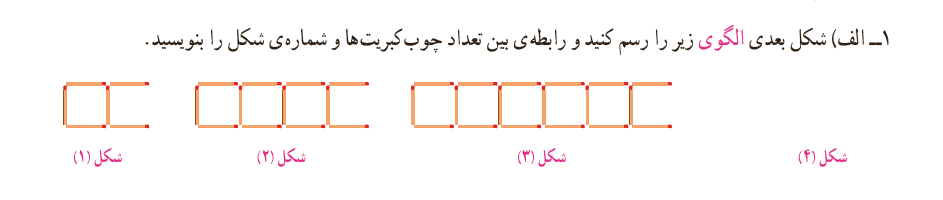 ۱ــ الف) شکل بعدی الگوی زیر را رسم کنید و رابطه‌ی بین تعداد چوب‌کبریت‌ها و شماره‌ی شکل را بنویسید.
شکل (۱) شکل (۲) شکل (۳) شکل (۴)